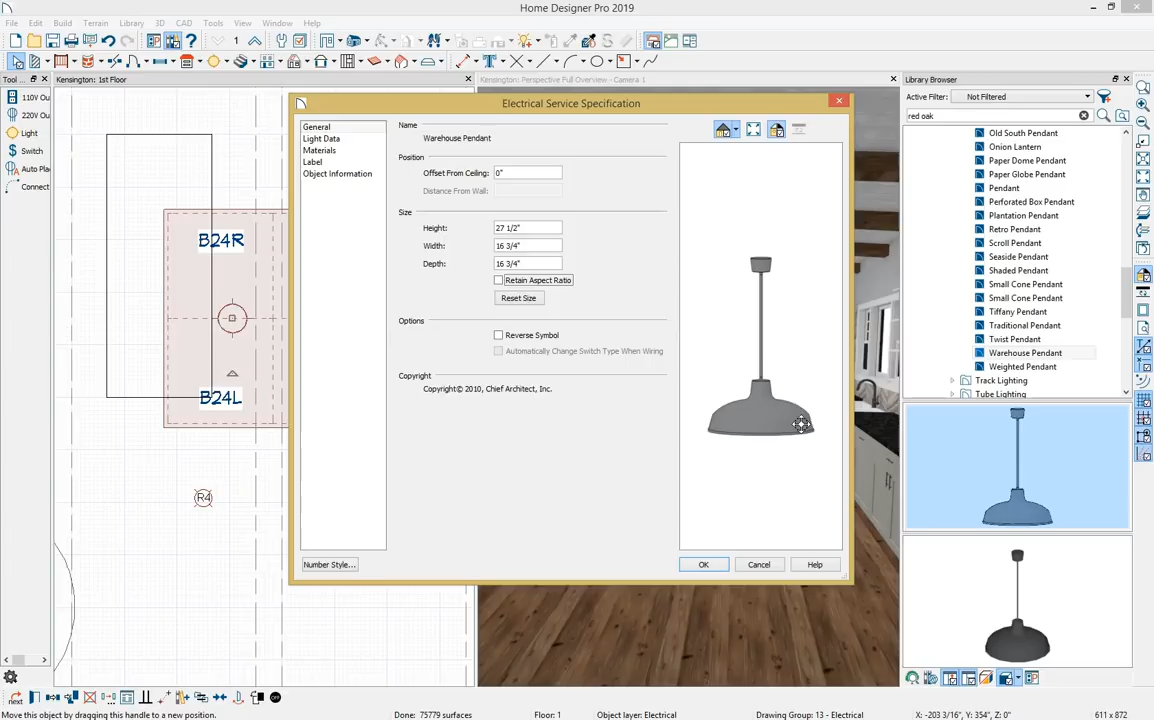 Home Designer Pro 2019
File Edit Build Terrain Library 3D CAD Tools View Window Help
1
Tool ...
Kensington: 1st Floor
Kensington: Perspective Full Overview - Camera 1
Library Browser
110V Ou
220V Ou
Light
Switch
Auto Pla
Connect
B24R
B24L
R4
Electrical Service Specification
General
Light Data
Materials
Label
Object Information
Name
Warehouse Pendant
Position
Offset From Ceiling: 0"
Distance From Wall:
Size
Height: 27 1/2"
Width: 16 3/4"
Depth: 16 3/4"
Retain Aspect Ratio
Reset Size
Options
Reverse Symbol
Automatically Change Switch Type When Wiring
Copyright
Copyright© 2010, Chief Architect, Inc.
Number Style...
OK
Cancel
Help
Active Filter: Not Filtered
red oak
Old South Pendant
Onion Lantern
Paper Dome Pendant
Paper Globe Pendant
Pendant
Perforated Box Pendant
Plantation Pendant
Retro Pendant
Scroll Pendant
Seaside Pendant
Shaded Pendant
Small Cone Pendant
Small Cone Pendant
Tiffany Pendant
Traditional Pendant
Twist Pendant
Warehouse Pendant
Weighted Pendant
Track Lighting
Tube Lighting
next
OFF
Move this object by dragging this handle to a new position.
Done: 75779 surfaces
Floor: 1
Object layer: Electrical
Drawing Group: 13 - Electrical
X: -203 3/16", Y: 354", Z: 0"
611 x 872